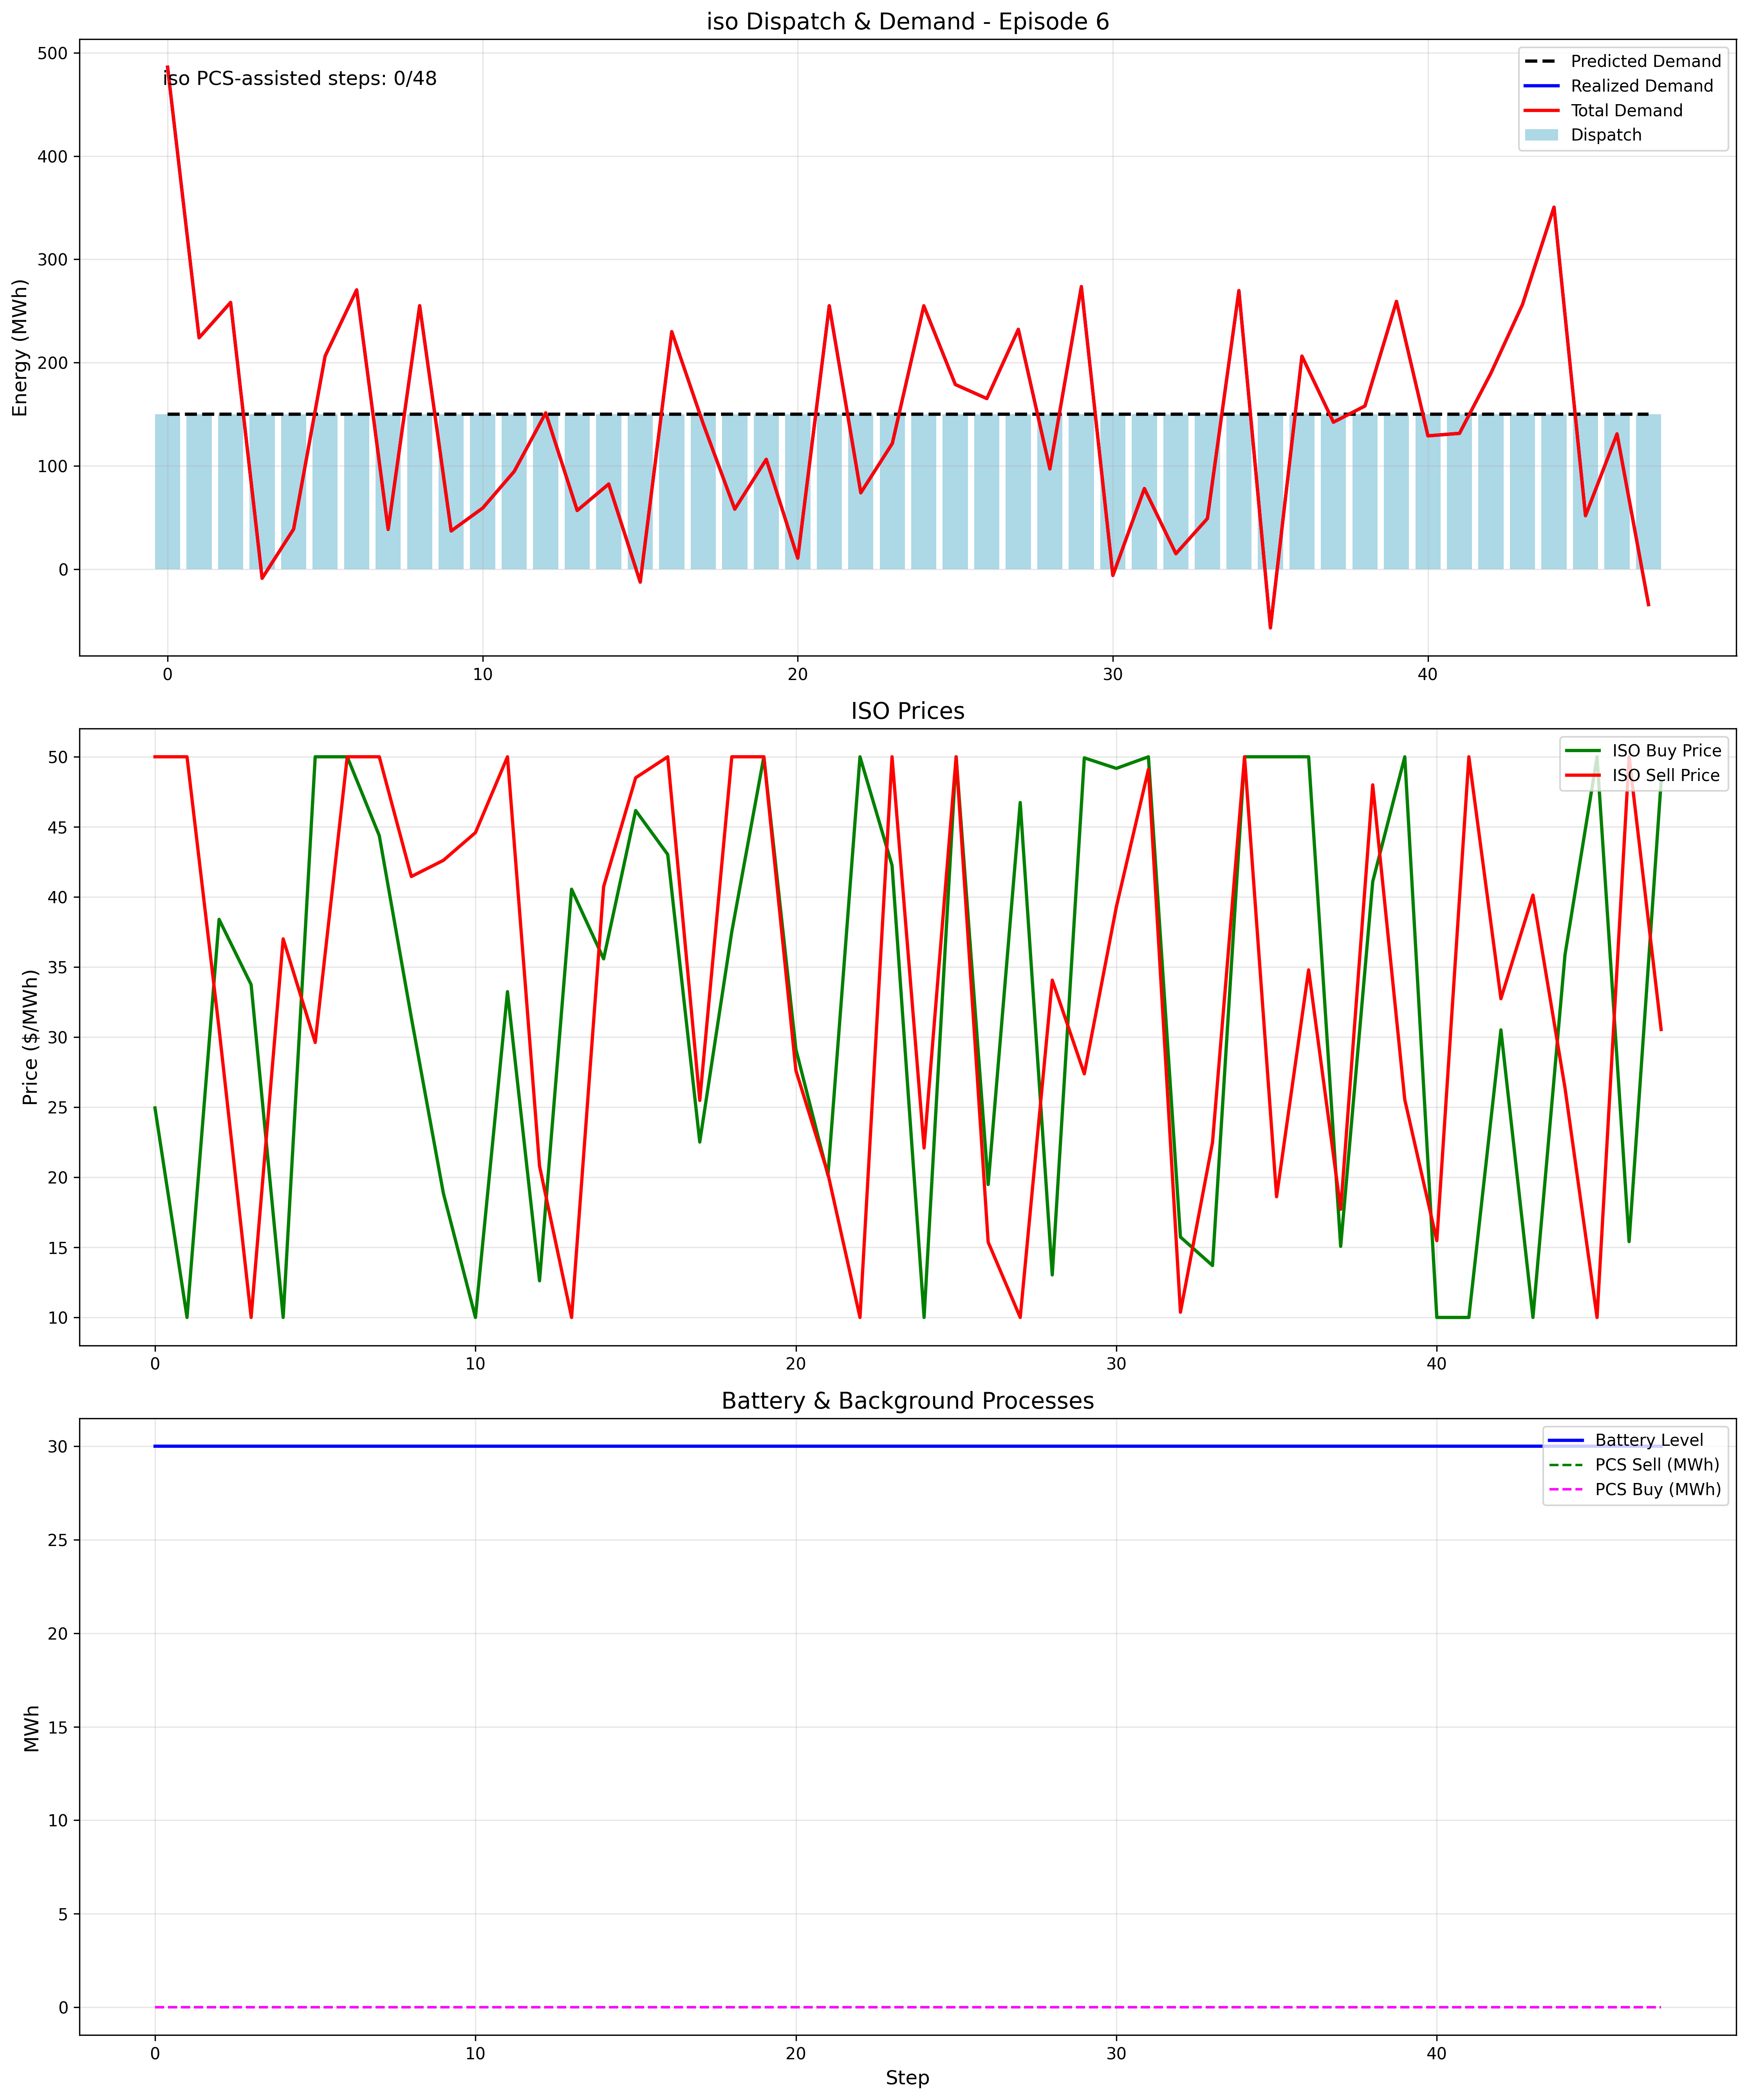 iso Dispatch & Demand - Episode 6
iso PCS-assisted steps: 0/48
Predicted Demand
Realized Demand
Total Demand
Dispatch
Energy (MWh)
500
400
300
200
100
0
0 10 20 30 40
ISO Prices
ISO Buy Price
ISO Sell Price
Price ($/MWh)
50
45
40
35
30
25
20
15
10
0 10 20 30 40
Battery & Background Processes
Battery Level
PCS Sell (MWh)
PCS Buy (MWh)
MWh
30
25
20
15
10
5
0
0 10 20 30 40
Step